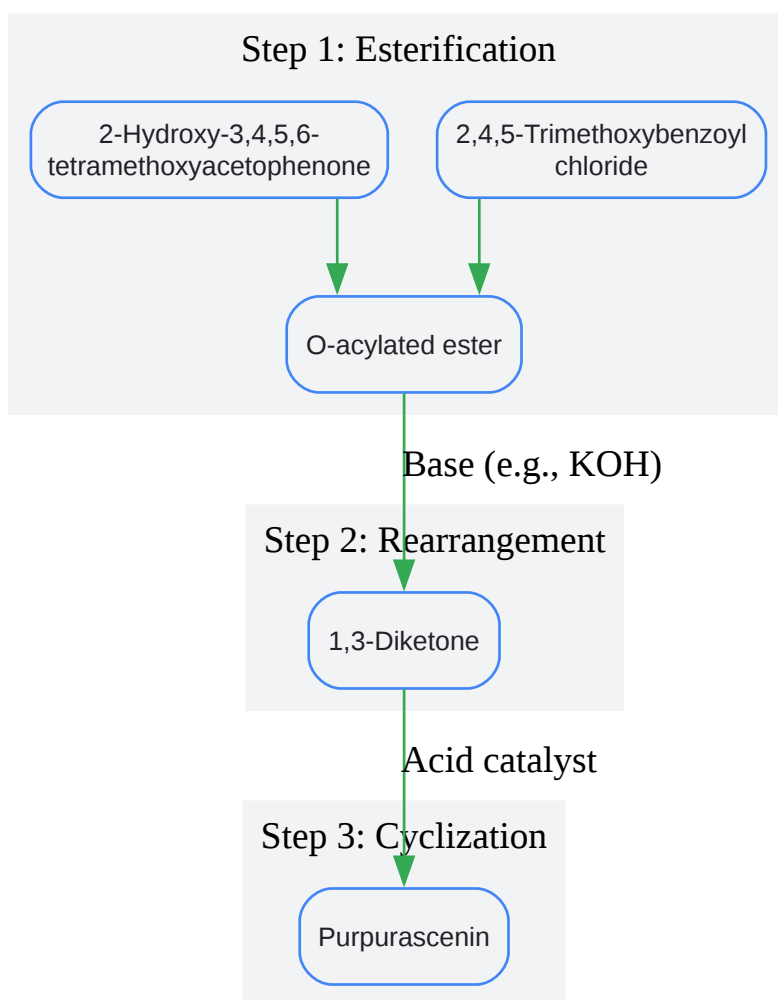 Step 1: Esterification
2-Hydroxy-3,4,5,6-
tetramethoxyacetophenone
2,4,5-Trimethoxybenzoyl
chloride
O-acylated ester
Base (e.g., KOH)
Step 2: Rearrangement
1,3-Diketone
Acid catalyst
Step 3: Cyclization
Purpurascenin